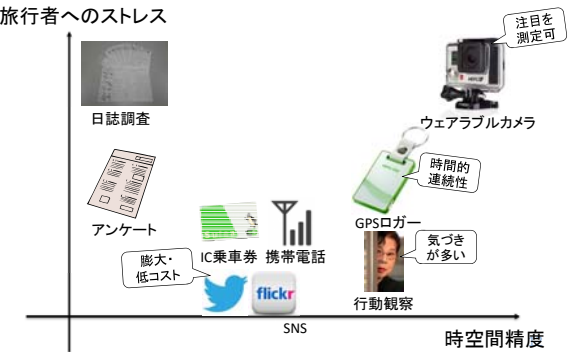 旅行者へのストレス
注目を
測定可
日誌調査
ウェアラブルカメラ
時間的
連続性
アンケート
GPSロガー
IC乗車券
携帯電話
気づき
が多い
膨大・
低コスト
flickr
行動観察
SNS
時空間精度